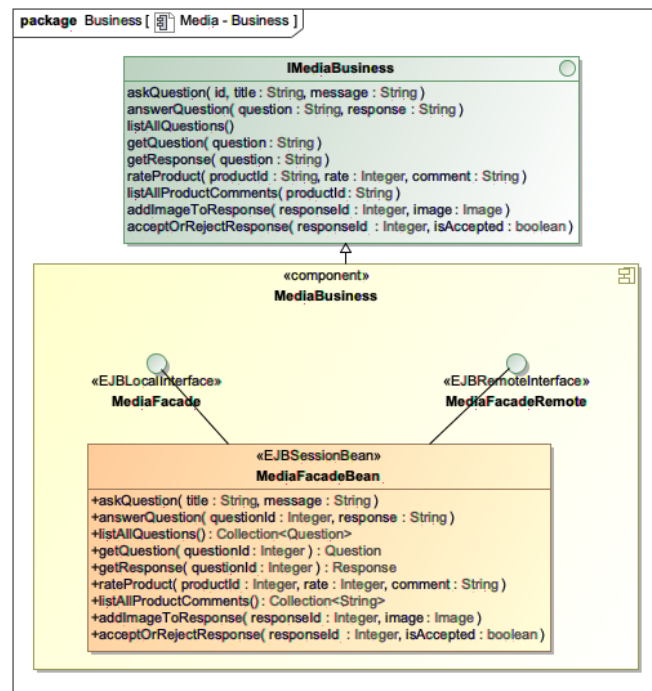 package Business [ Media - Business ]
IMediaBusiness
askQuestion( id, title : String, message : String )
answerQuestion( question : String, response : String )
listAllQuestions()
getQuestion( question : String )
getResponse( question : String )
rateProduct( productId : String, rate : Integer, comment : String )
listAllProductComments( productId : String )
addImageToResponse( responseId : Integer, image : Image )
acceptOrRejectResponse( responseId : Integer, isAccepted : boolean )
«component»
MediaBusiness
«EJBLocalInterface»
MediaFacade
«EJBRemoteInterface»
MediaFacadeRemote
«EJBSessionBean»
MediaFacadeBean
+askQuestion( title : String, message : String )
+answerQuestion( questionId : Integer, response : String )
+listAllQuestions() : Collection<Question>
+getQuestion( questionId : Integer ) : Question
+getResponse( questionId : Integer ) : Response
+rateProduct( productId : Integer, rate : Integer, comment : String )
+listAllProductComments() : Collection<String>
+addImageToResponse( responseId : Integer, image : Image )
+acceptOrRejectResponse( responseId : Integer, isAccepted : boolean )